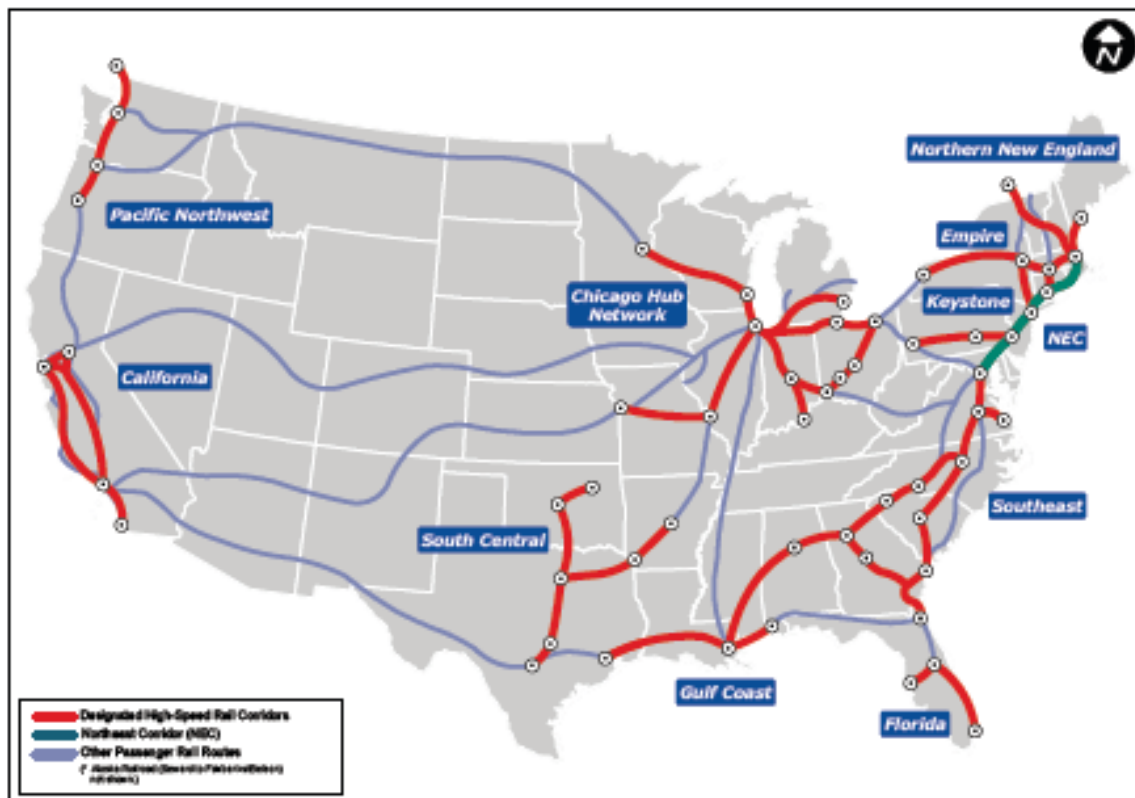 N
Northern New England
Pacific Northwest
Empire
Chicago Hub
Network
Keystone
NEC
California
Southeast
South Central
Gulf Coast
Florida
Designated High-Speed Rail Corridors
Northeast Corridor (NEC)
Other Passenger Rail Routes